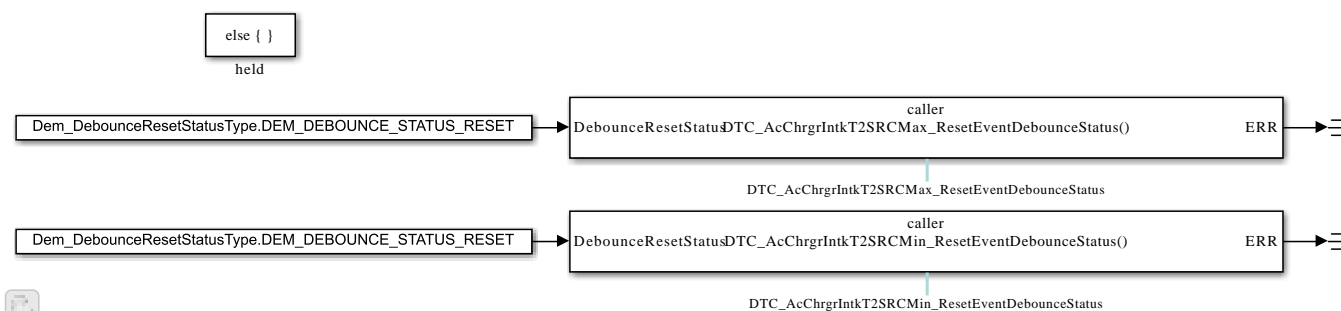 else { }
held
Dem_DebounceResetStatusType.DEM_DEBOUNCE_STATUS_RESET
caller
DebounceResetStatus DTC_AcChrgrIntkT2SRCMax_ResetEventDebounceStatus() ERR
DTC_AcChrgrIntkT2SRCMax_ResetEventDebounceStatus
Dem_DebounceResetStatusType.DEM_DEBOUNCE_STATUS_RESET
caller
DebounceResetStatus DTC_AcChrgrIntkT2SRCMin_ResetEventDebounceStatus() ERR
DTC_AcChrgrIntkT2SRCMin_ResetEventDebounceStatus